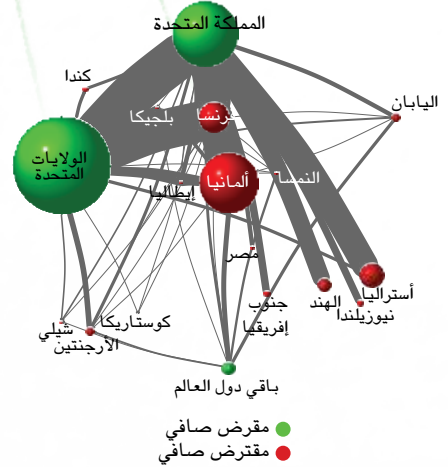 المملكة المتحدة
كندا
اليابان
بلجيكا
فرنسا
الولايات
المتحدة
ألمانيا
النمسا
إيطاليا
مصر
أستراليا
جنوب
إفريقيا
الهند
نيوزيلندا
كوستاريكا
شيلي
الأرجنتين
باقي دول العالم
مقرض صافي
مقترض صافي